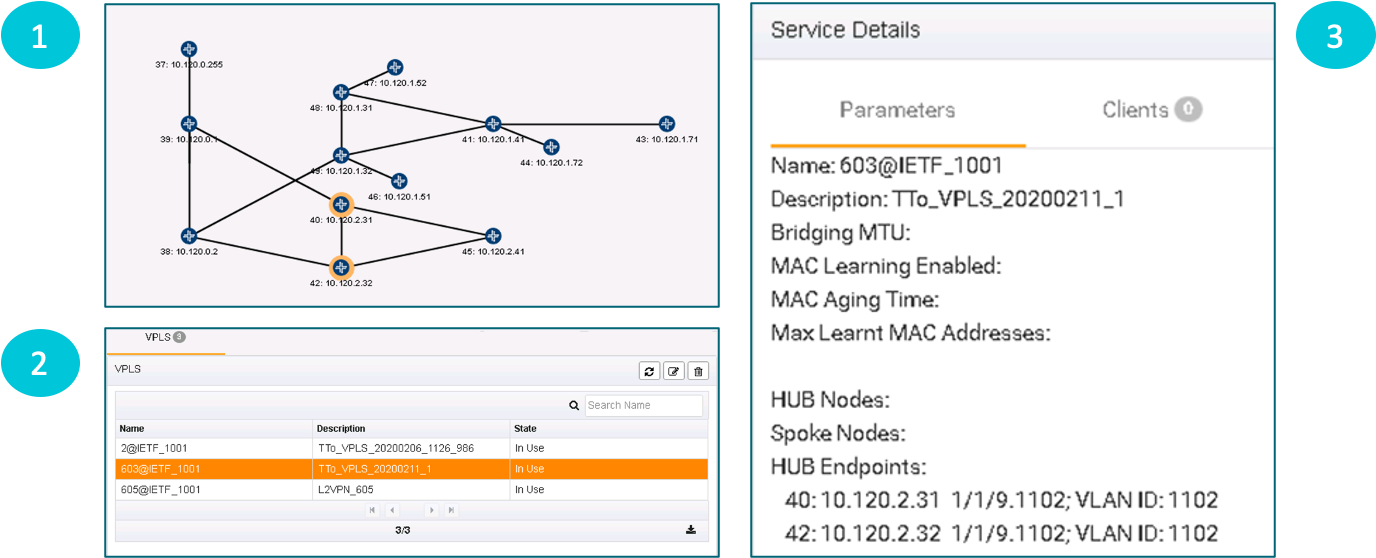 1
37: 10.120.0.255
47: 10.120.1.52
48: 10.120.1.31
39: 10.120.0.1
41: 10.120.1.41
43: 10.120.1.71
44: 10.120.1.72
49: 10.120.1.32
46: 10.120.1.51
40: 10.120.2.31
38: 10.120.0.2
45: 10.120.2.41
42: 10.120.2.32
2
VPLS 3
VPLS
Search Name
Name Description State
2@IETF_1001 TTo_VPLS_20200206_1126_986 In Use
603@IETF_1001 TTo_VPLS_20200211_1 In Use
605@IETF_1001 L2VPN_605 In Use
3/3
3
Service Details
Parameters Clients 0
Name: 603@IETF_1001
Description: TTo_VPLS_20200211_1
Bridging MTU:
MAC Learning Enabled:
MAC Aging Time:
Max Learnt MAC Addresses:
HUB Nodes:
Spoke Nodes:
HUB Endpoints:
40: 10.120.2.31 1/1/9.1102; VLAN ID: 1102
42: 10.120.2.32 1/1/9.1102; VLAN ID: 1102